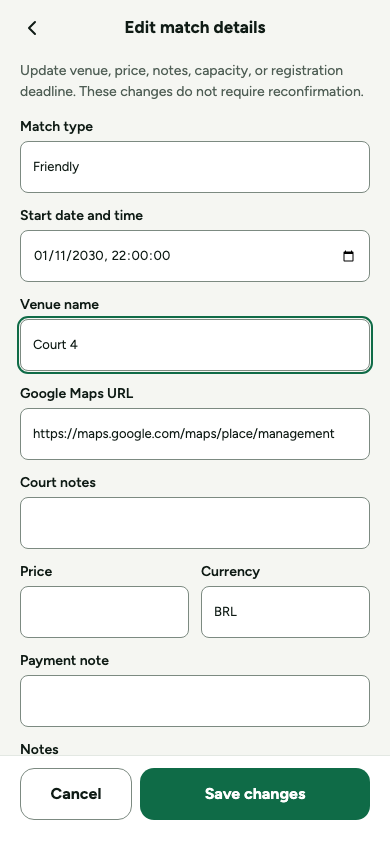 Edit match details
Update venue, price, notes, capacity, or registration
deadline. These changes do not require reconfirmation.
Match type
Friendly
Start date and time
01/11/2030, 22:00:00
Venue name
Court 4
Google Maps URL
https://maps.google.com/maps/place/management
Court notes
Price
Currency
BRL
Payment note
Notes
Cancel
Save changes